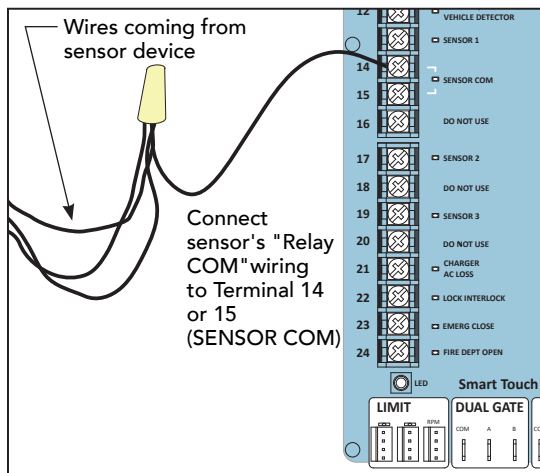 Wires coming from
sensor device
12
VEHICLE DETECTOR
SENSOR 1
14
SENSOR COM
15
16
DO NOT USE
17
SENSOR 2
18
DO NOT USE
19
SENSOR 3
20
DO NOT USE
21
CHARGER
AC LOSS
22
LOCK INTERLOCK
23
EMERG CLOSE
24
FIRE DEPT OPEN
Connect
sensor's "Relay
COM"wiring
to Terminal 14
or 15
(SENSOR COM)
LED
Smart Touch
LIMIT
DUAL GATE
RPM
COM
A
B